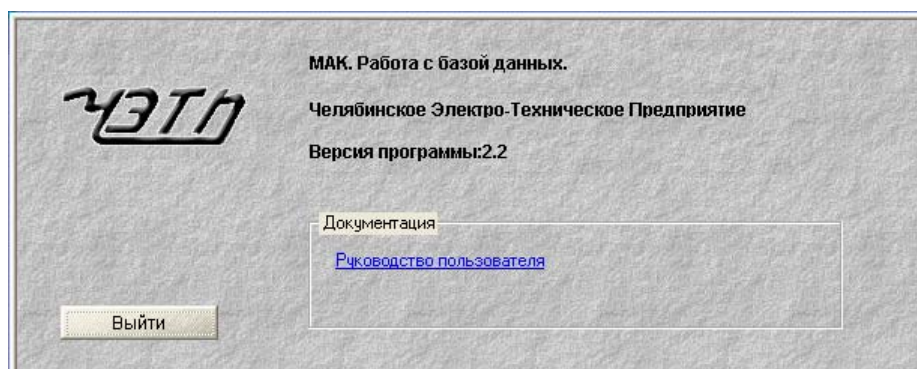 ЧЭТП
МАК. Работа с базой данных.
Челябинское Электро-Техническое Предприятие
Версия программы:2.2
Документация
Руководство пользователя
Выйти